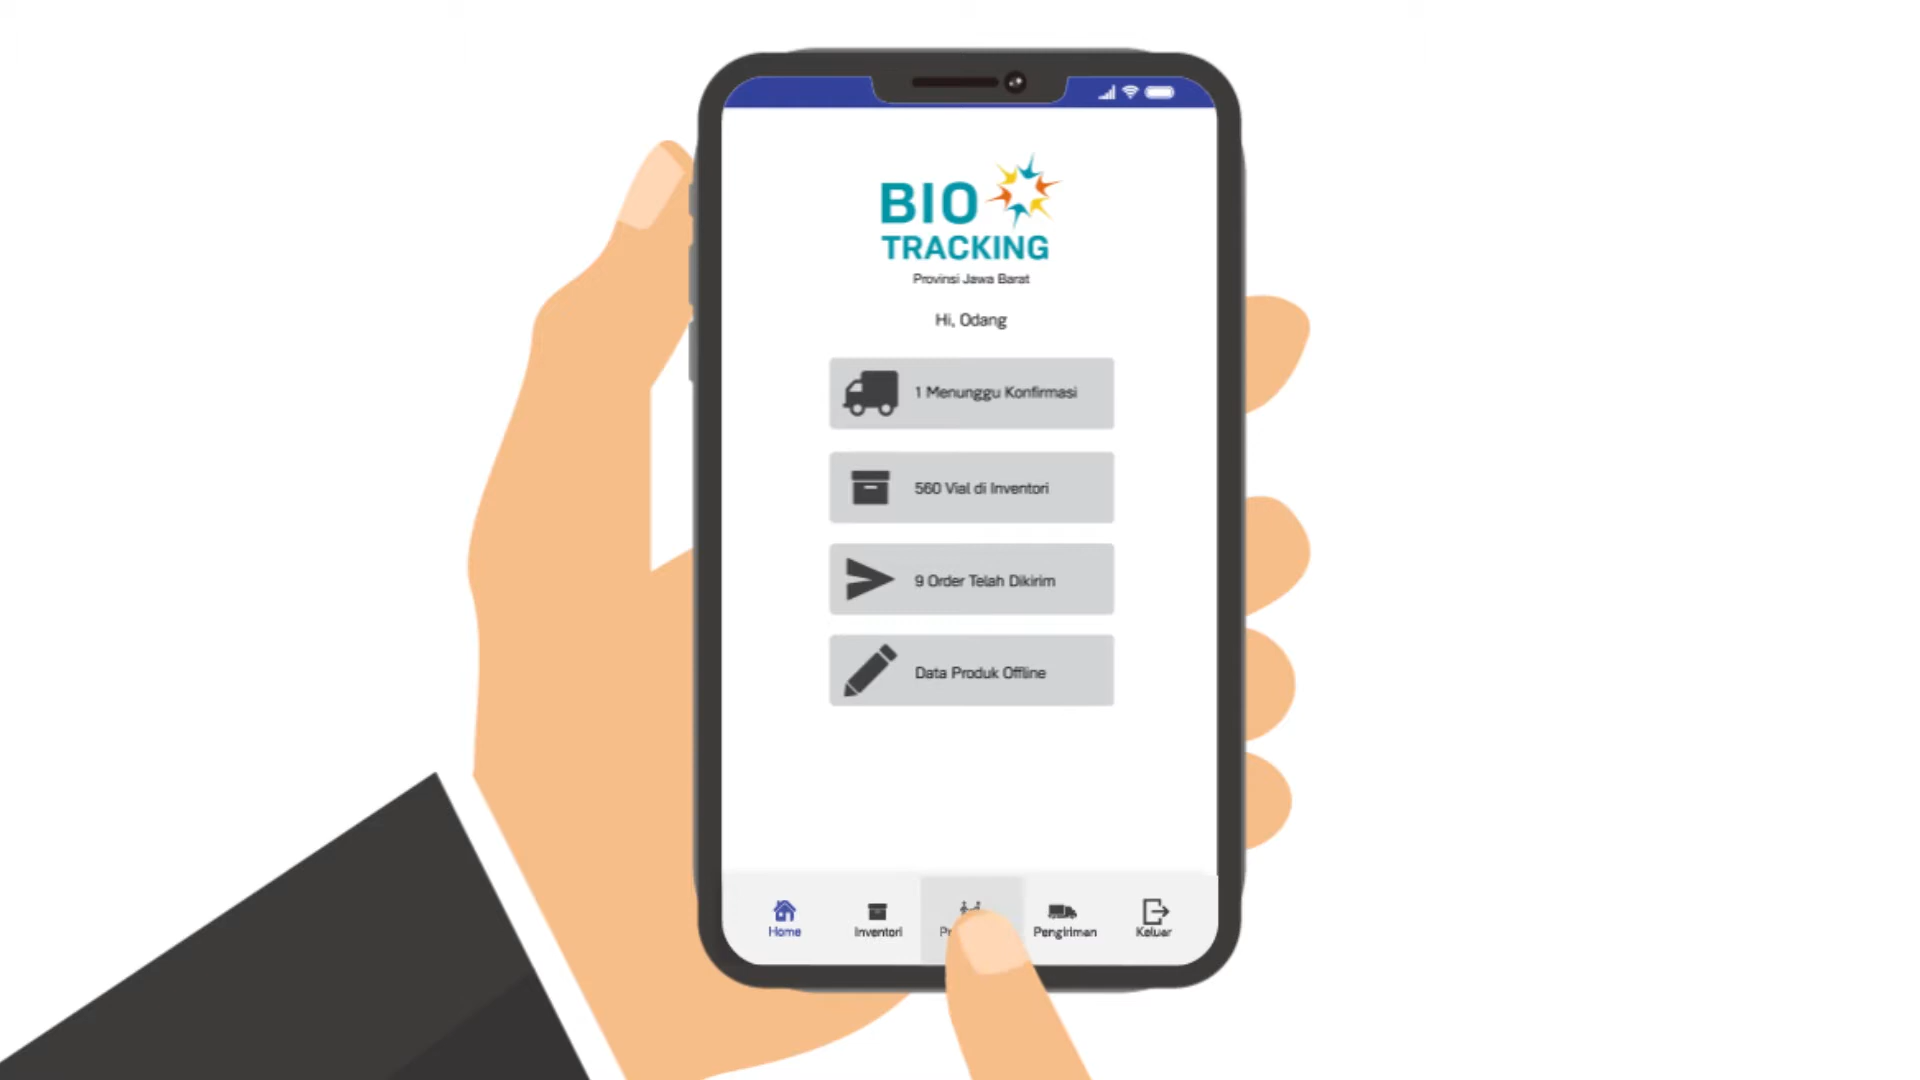 BIO
TRACKING
Provinsi Jawa Barat
Hi, Odang
1 Menunggu Konfirmasi
560 Vial di Inventori
9 Order Telah Dikirim
Data Produk Offline
Home
Inventori
Pengiriman
Keluar